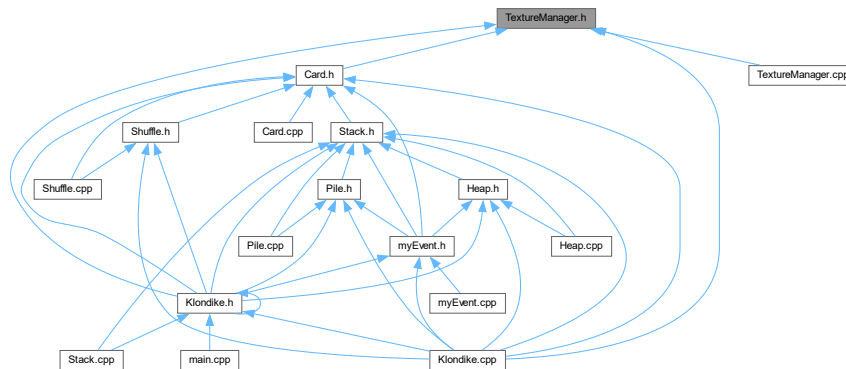 TextureManager.h
Card.h
TextureManager.cpp
Shuffle.h
Card.cpp
Stack.h
Shuffle.cpp
Pile.h
Heap.h
Pile.cpp
myEvent.h
Heap.cpp
Klondike.h
myEvent.cpp
Stack.cpp
main.cpp
Klondike.cpp